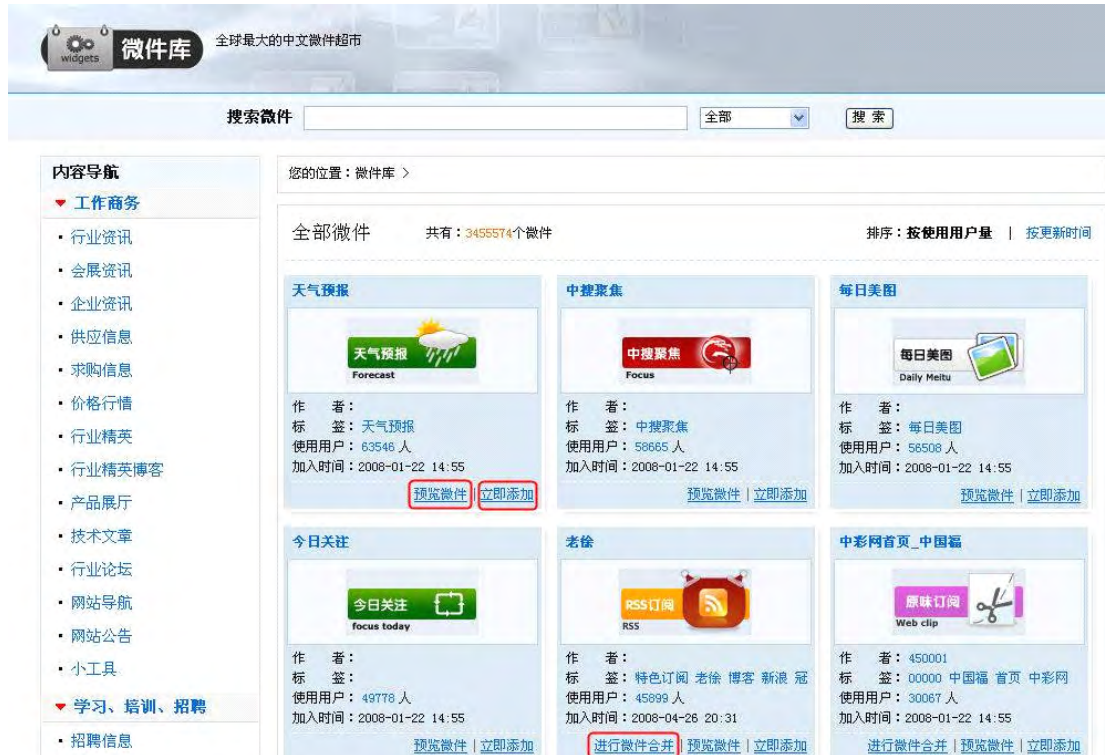 widgets
微件库
全球最大的中文微件超市
搜索微件
全部
搜 索
内容导航
工作商务
行业资讯
会展资讯
企业资讯
供应信息
求购信息
价格行情
行业精英
行业精英博客
产品展厅
技术文章
行业论坛
网站导航
网站公告
小工具
学习、培训、招聘
招聘信息
您的位置：微件库 >
全部微件 共有：3455574个微件 排序：按使用用户量 | 按更新时间
天气预报
天气预报
Forecast
作 者：
标 签：天气预报
使用用户：63546 人
加入时间：2008-01-22 14:55
预览微件 | 立即添加
中搜聚焦
中搜聚焦
Focus
作 者：
标 签：中搜聚焦
使用用户：58665 人
加入时间：2008-01-22 14:55
预览微件 | 立即添加
每日美图
每日美图
Daily Meitu
作 者：
标 签：每日美图
使用用户：56508 人
加入时间：2008-01-22 14:55
预览微件 | 立即添加
今日关注
今日关注
focus today
作 者：
标 签：
使用用户：49778 人
加入时间：2008-01-22 14:55
预览微件 | 立即添加
老徐
RSS订阅
RSS
作 者：
标 签：特色订阅 老徐 博客 新浪 冠
使用用户：45899 人
加入时间：2008-04-26 20:31
进行微件合并 | 预览微件 | 立即添加
中彩网首页_中国福
原味订阅
Web clip
作 者：450001
标 签：00000 中国福 首页 中彩网
使用用户：30067 人
加入时间：2008-01-22 14:55
进行微件合并 | 预览微件 | 立即添加